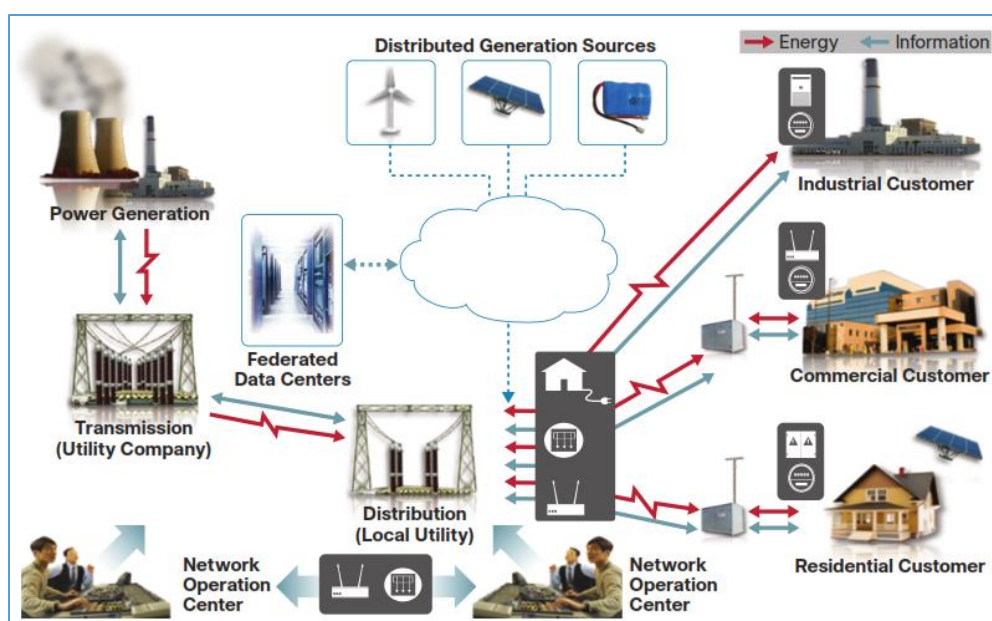 Distributed Generation Sources
Energy
Information
Power Generation
Industrial Customer
Federated
Data Centers
Commercial Customer
Transmission
(Utility Company)
Distribution
(Local Utility)
Residential Customer
Network
Operation
Center
Network
Operation
Center